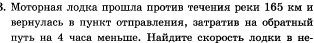 3. Моторная лодка прошла против течения реки 165 км и
вернулась в пункт отправления, затратив на обратный
путь на 4 часа меньше. Найдите скорость лодки в не-